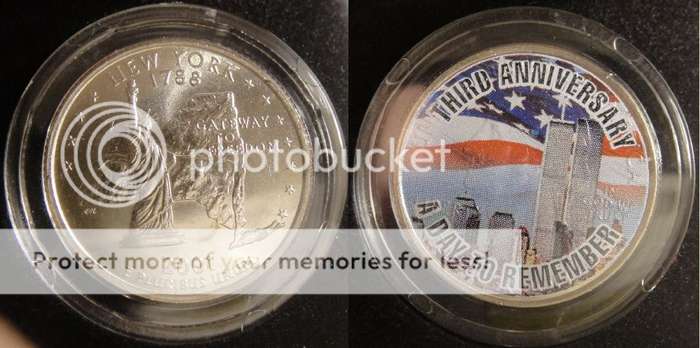 NEW YORK
1788
GATEWAY
TO
FREEDOM
PLURIBUS
photobucket
Protect more of your memories for less!
THIRD ANNIVERSARY
A DAY TO REMEMBER